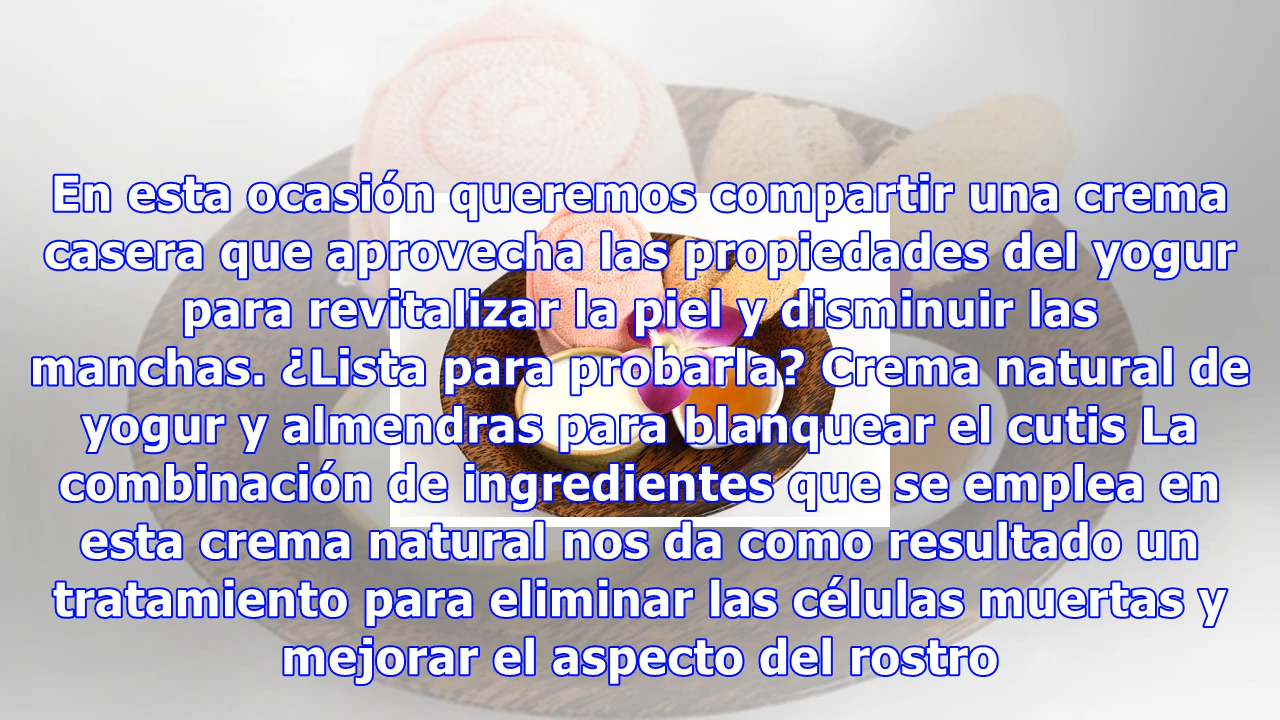 En esta ocasión queremos compartir una crema
casera que aprovecha las propiedades del yogur
para revitalizar la piel y disminuir las
manchas. ¿Lista para probarla? Crema natural de
yogur y almendras para blanquear el cutis La
combinación de ingredientes que se emplea en
esta crema natural nos da como resultado un
tratamiento para eliminar las células muertas y
mejorar el aspecto del rostro